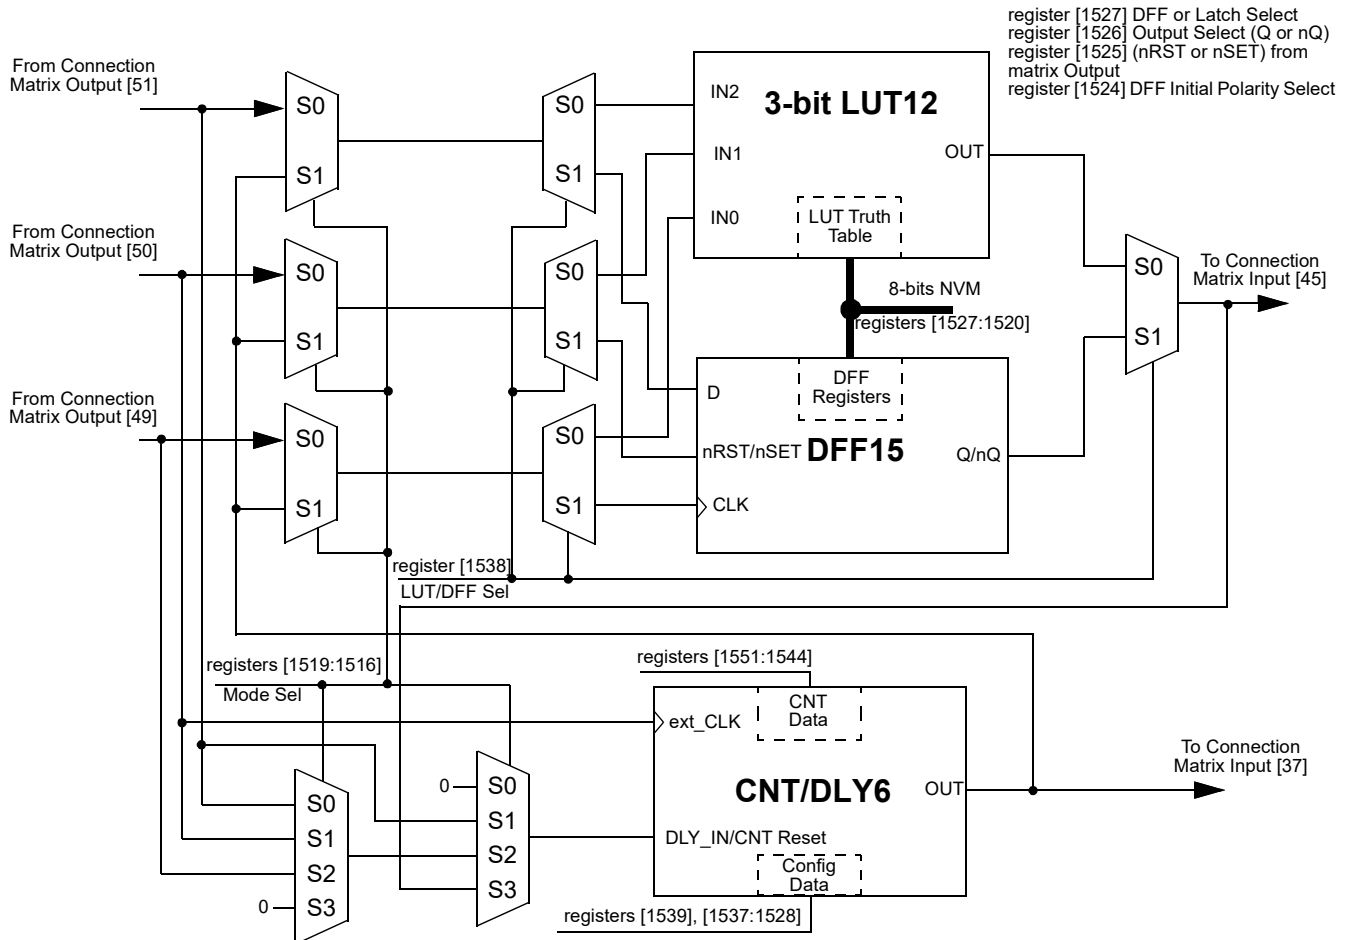 register [1527] DFF or Latch Select
register [1526] Output Select (Q or nQ)
register [1525] (nRST or nSET) from
matrix Output
register [1524] DFF Initial Polarity Select
From Connection
Matrix Output [51]
S0
S1
S0
S1
IN2
3-bit LUT12
IN1
OUT
IN0
LUT Truth
Table
From Connection
Matrix Output [50]
S0
S1
S0
S1
8-bits NVM
registers [1527:1520]
S0
S1
To Connection
Matrix Input [45]
From Connection
Matrix Output [49]
S0
S1
S0
S1
D
DFF
Registers
nRST/nSET
DFF15
Q/nQ
CLK
register [1538]
LUT/DFF Sel
registers [1519:1516]
Mode Sel
registers [1551:1544]
CNT
Data
ext_CLK
CNT/DLY6
OUT
To Connection
Matrix Input [37]
DLY_IN/CNT Reset
Config
Data
registers [1539], [1537:1528]
S0
S1
S2
0
S3
0
S0
S1
S2
S3